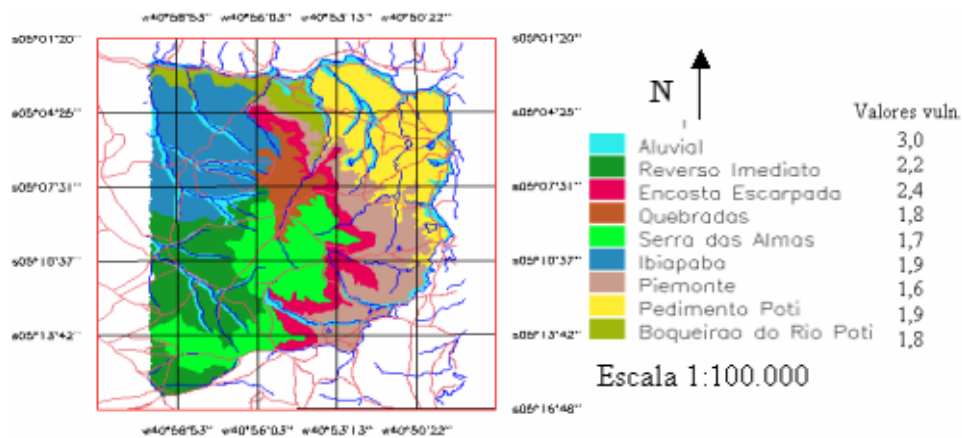 w40°58'53'' w40°56'03'' w40°53'13'' w40°50'22''
s05°01'20'' s05°01'20''
s05°04'25'' s05°04'25''
s05°07'31'' s05°07'31''
s05°10'37'' s05°10'37''
s05°13'42'' s05°13'42''
s05°16'48''
w40°58'53'' w40°56'03'' w40°53'13'' w40°50'22''
N
Valores vuln.
Aluvial 3,0
Reverso Imediato 2,2
Encosta Escarpada 2,4
Quebradas 1,8
Serra das Almas 1,7
Ibiapaba 1,9
Piemonte 1,6
Pedimento Poti 1,9
Boqueirao do Rio Poti 1,8
Escala 1:100.000